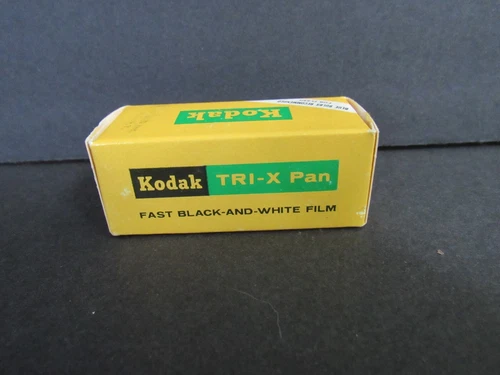 Kodak
Kodak TRI-X Pan
FAST BLACK-AND-WHITE FILM